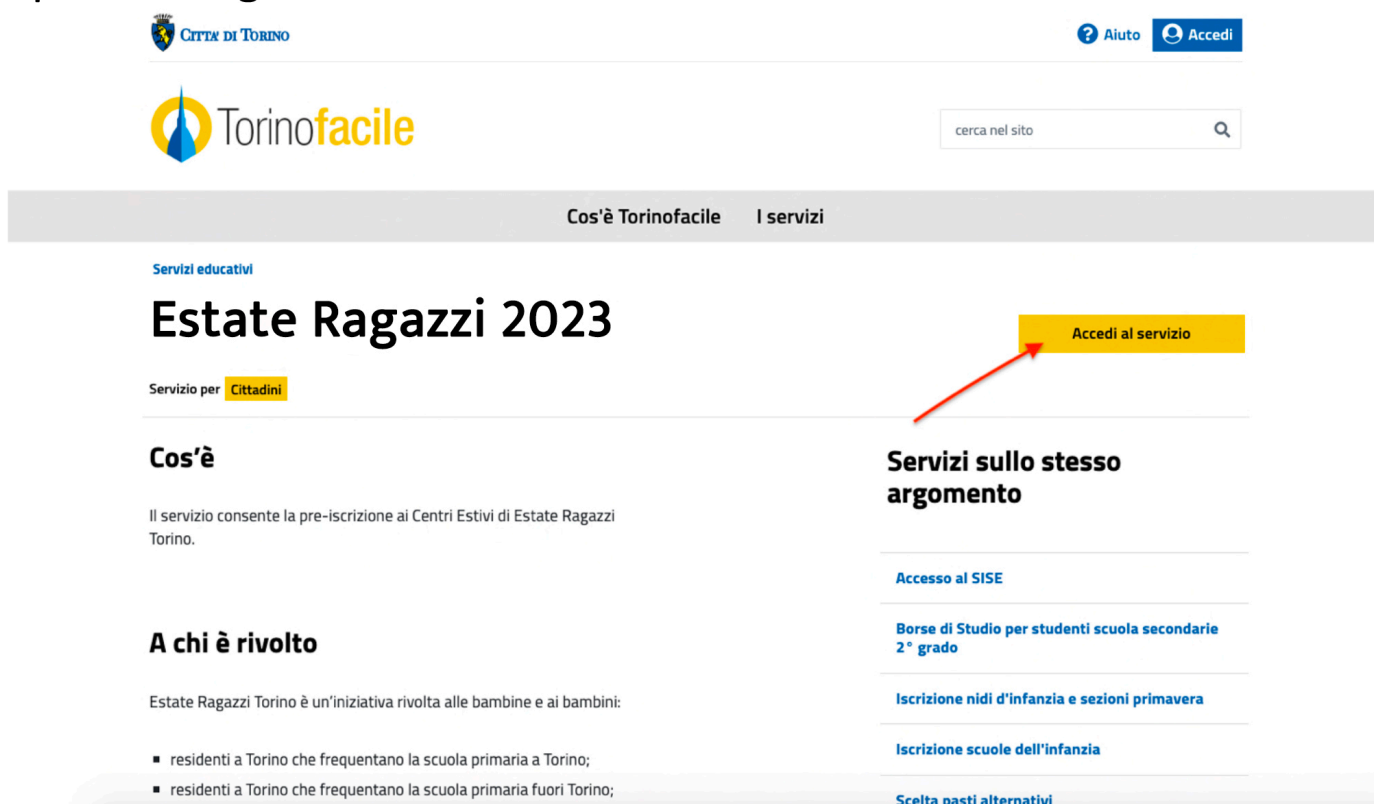 CITTA' DI TORINO
Aiuto
Accedi
Torinofacile
cerca nel sito
Cos'è Torinofacile
I servizi
Servizi educativi
Estate Ragazzi 2023
Accedi al servizio
Servizio per Cittadini
Cos'è
Il servizio consente la pre-iscrizione ai Centri Estivi di Estate Ragazzi
Torino.
A chi è rivolto
Estate Ragazzi Torino è un'iniziativa rivolta alle bambine e ai bambini:
residenti a Torino che frequentano la scuola primaria a Torino;
residenti a Torino che frequentano la scuola primaria fuori Torino;
Servizi sullo stesso
argomento
Accesso al SISE
Borse di Studio per studenti scuola secondarie
2° grado
Iscrizione nidi d'infanzia e sezioni primavera
Iscrizione scuole dell'infanzia
Scelta pasti alternativi